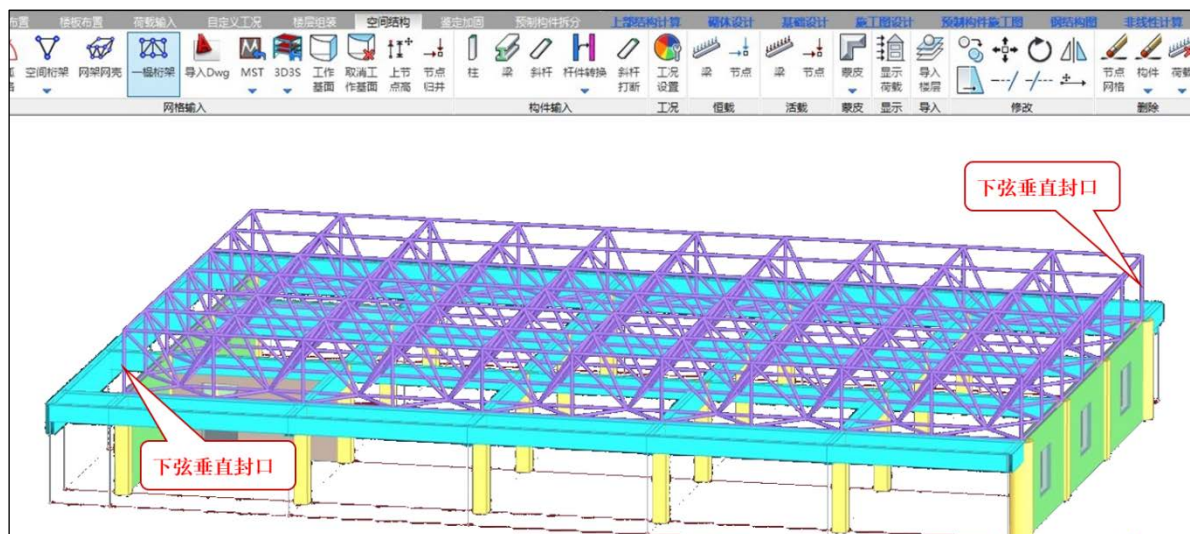 布置 楼板布置 荷载输入 自定义工况 楼层组装 空间结构 鉴定加固 预制构件拆分 上部结构计算 砌体设计 基础设计 施工图设计 预制构件施工图 钢结构图 非线性计算
空间桁架 网架网壳 一榀桁架 导入Dwg MST 3D3S 工作 取消工 上节 节点 柱 梁 斜杆 杆件转换 斜杆 工况 梁 节点 梁 节点 蒙皮 显示 导入 节点 构件 荷载
基面 作基面 点高 归并 打断 设置 荷载 楼层 网格
网格输入 构件输入 工况 恒载 活载 蒙皮 显示 导入 修改 删除
下弦垂直封口
下弦垂直封口